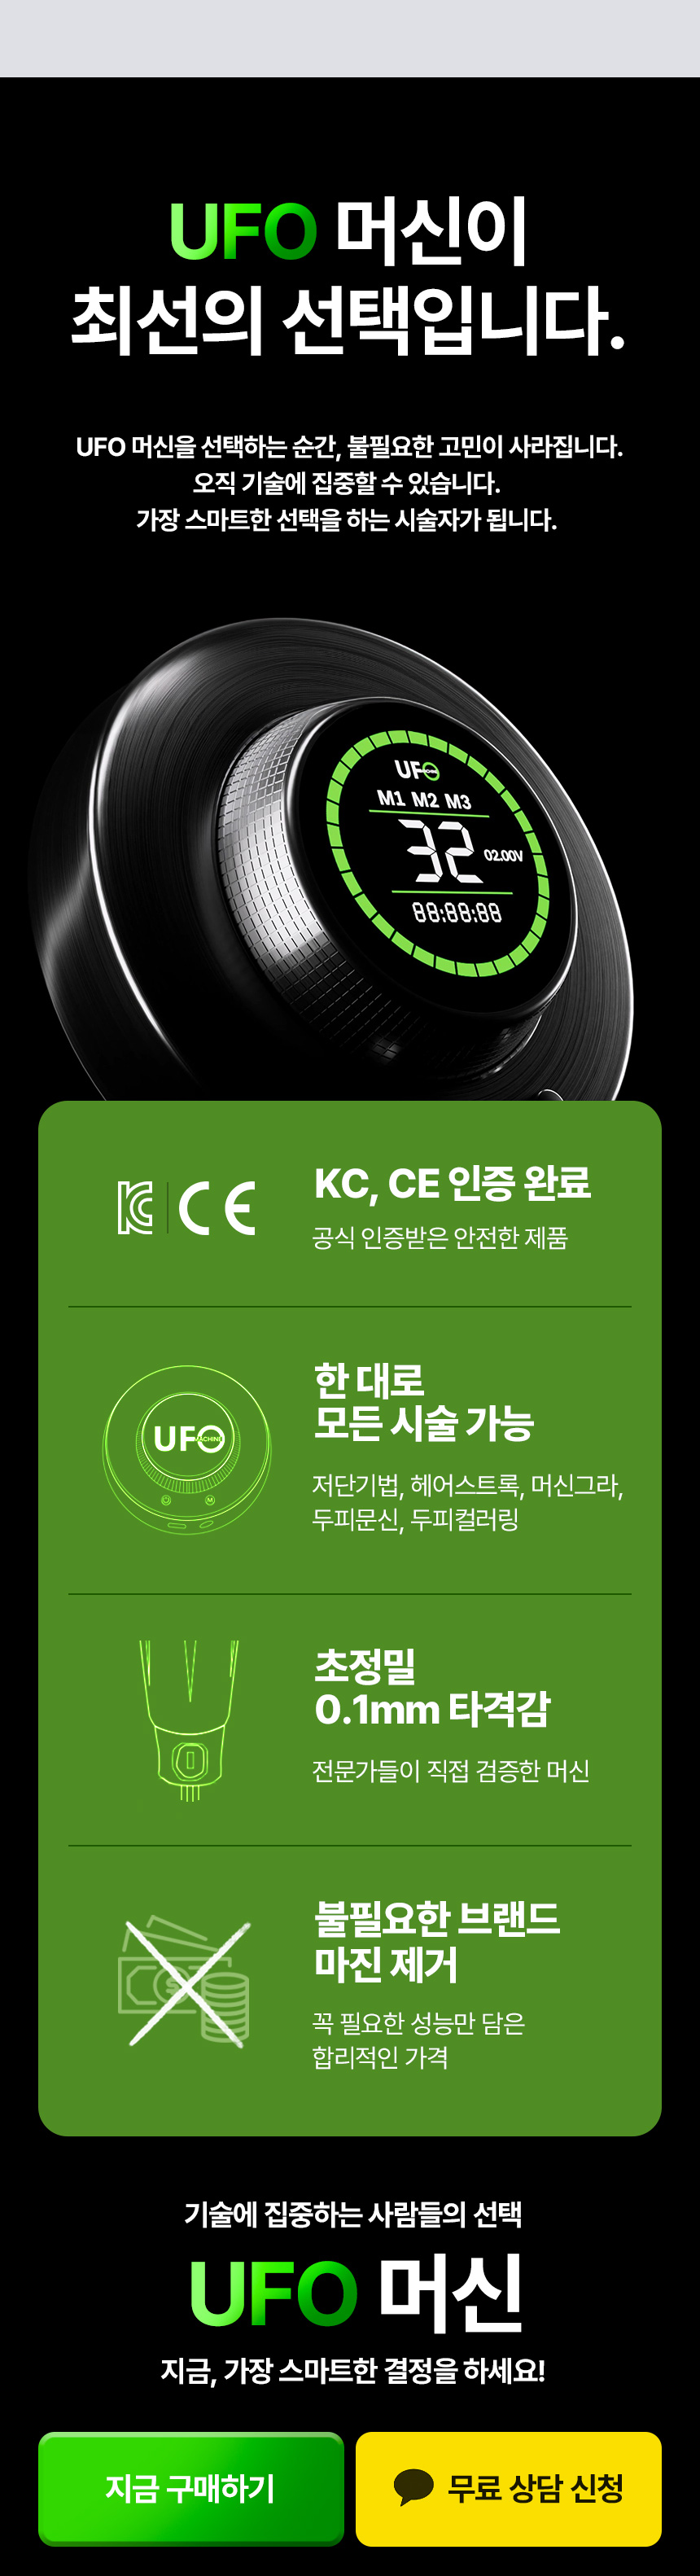 UFO 머신이
최선의 선택입니다.
UFO 머신을 선택하는 순간, 불필요한 고민이 사라집니다.
오직 기술에 집중할 수 있습니다.
가장 스마트한 선택을 하는 시술자가 됩니다.
UFO
MACHINE
M1 M2 M3
32
02.00V
88:88:88
KC CE
KC, CE 인증 완료
공식 인증받은 안전한 제품
UFO
MACHINE
M
한 대로
모든 시술 가능
저단기법, 헤어스트록, 머신그라,
두피문신, 두피컬러링
초정밀
0.1mm 타격감
전문가들이 직접 검증한 머신
$
불필요한 브랜드
마진 제거
꼭 필요한 성능만 담은
합리적인 가격
기술에 집중하는 사람들의 선택
UFO 머신
지금, 가장 스마트한 결정을 하세요!
지금 구매하기
무료 상담 신청